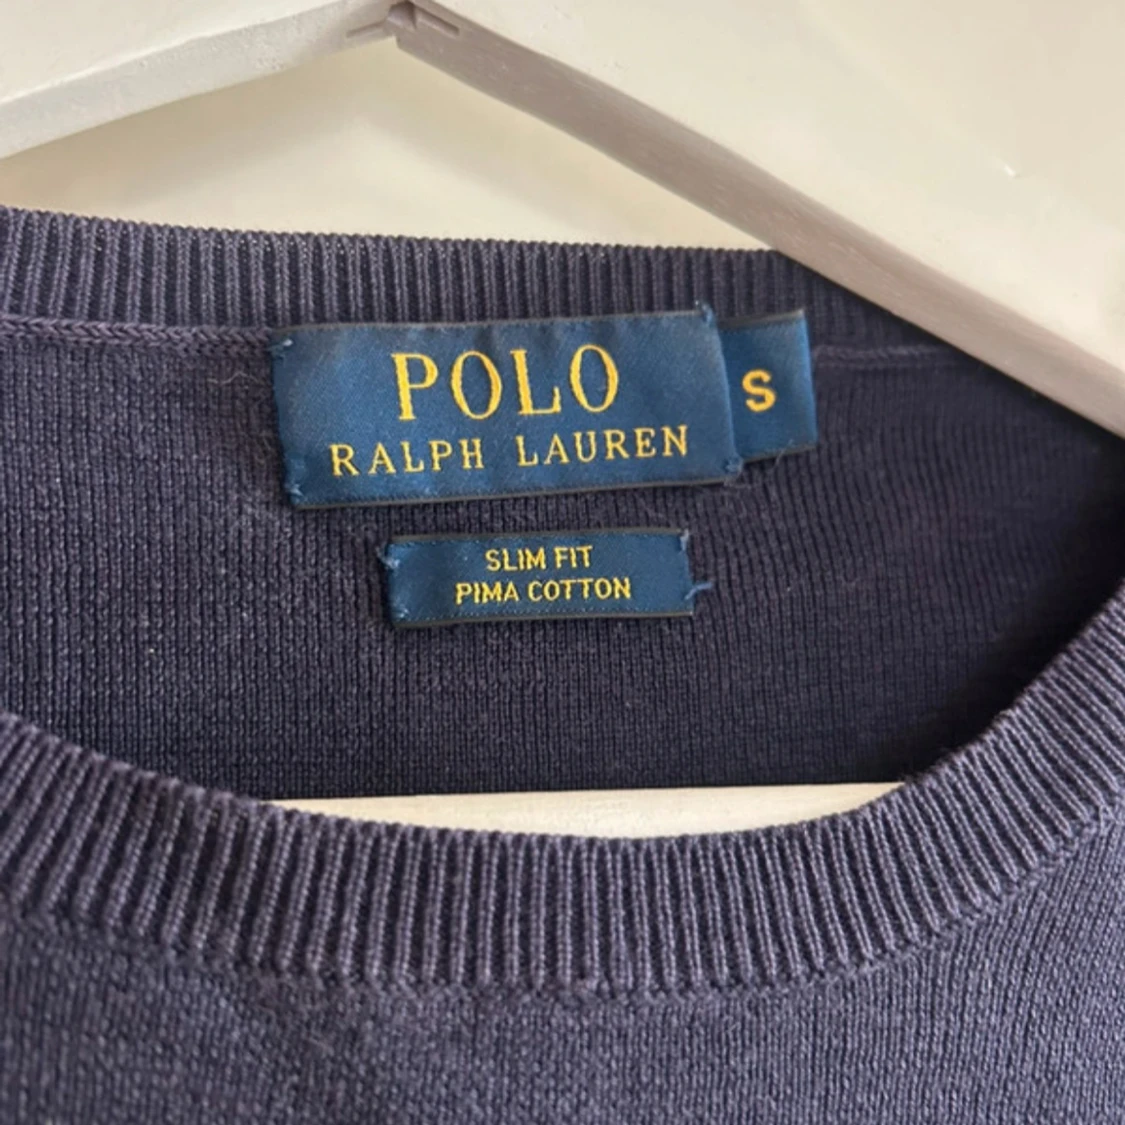 POLO
RALPH LAUREN
S
SLIM FIT
PIMA COTTON